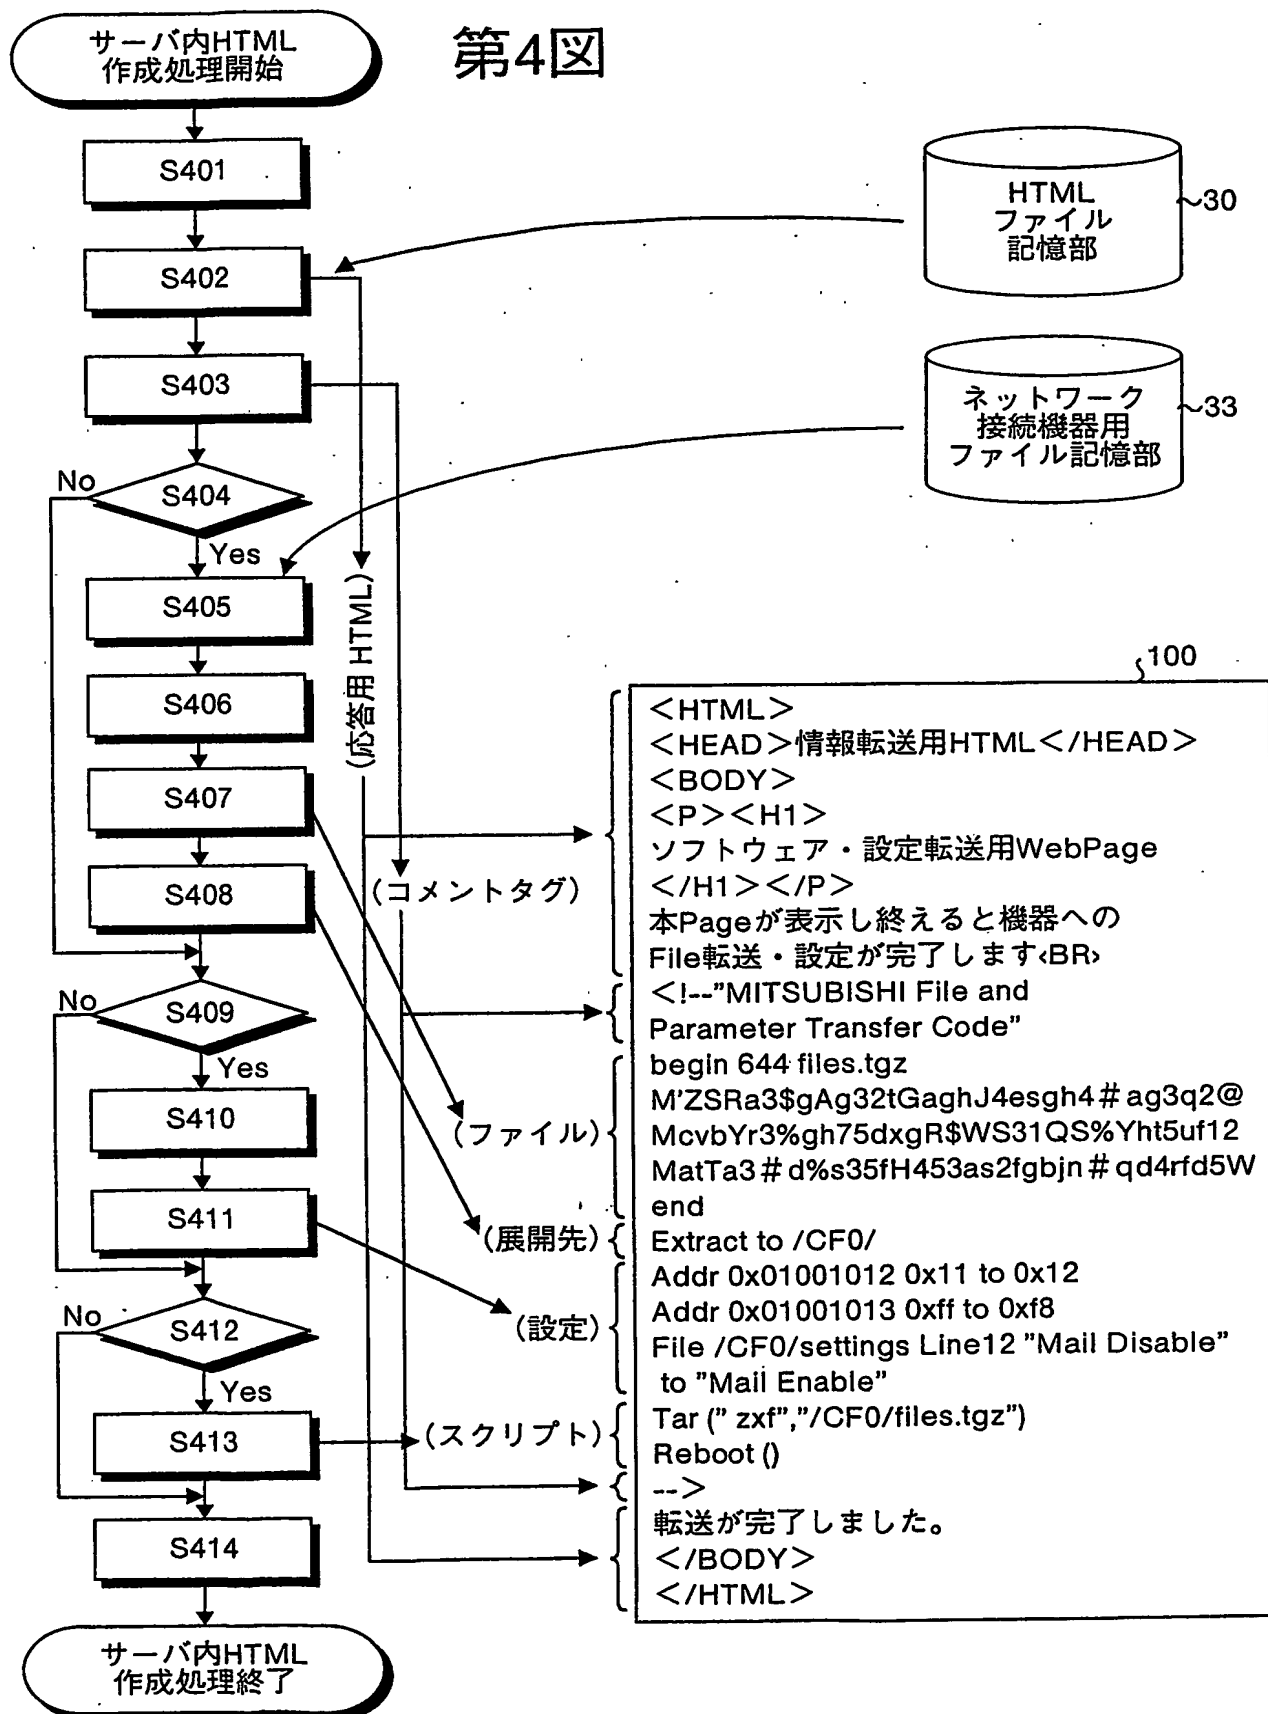 第4図
サーバ内HTML
作成処理開始
S401
S402
S403
No
S404
Yes
S405
S406
S407
S408
No
S409
Yes
S410
S411
No
S412
Yes
S413
S414
サーバ内HTML
作成処理終了
HTML
ファイル
記憶部
30
ネットワーク
接続機器用
ファイル記憶部
33
(応答用 HTML)
(コメントタグ)
(ファイル)
(展開先)
(設定)
(スクリプト)
100
<HTML>
<HEAD>情報転送用HTML</HEAD>
<BODY>
<P><H1>
ソフトウェア・設定転送用WebPage
</H1></P>
本Pageが表示し終えると機器への
File転送・設定が完了します<BR>
<!--"MITSUBISHI File and
Parameter Transfer Code"
begin 644 files.tgz
M'ZSRa3$gAg32tGaghJ4esgh4#ag3q2@
McvbYr3%gh75dxgR$WS31QS%Yht5uf12
MatTa3#d%s35fH453as2fgbjn#qd4rfd5W
end
Extract to /CF0/
Addr 0x01001012 0x11 to 0x12
Addr 0x01001013 0xff to 0xf8
File /CF0/settings Line12 "Mail Disable"
to "Mail Enable"
Tar (" zxf","/CF0/files.tgz")
Reboot ()
-->
転送が完了しました。
</BODY>
</HTML>